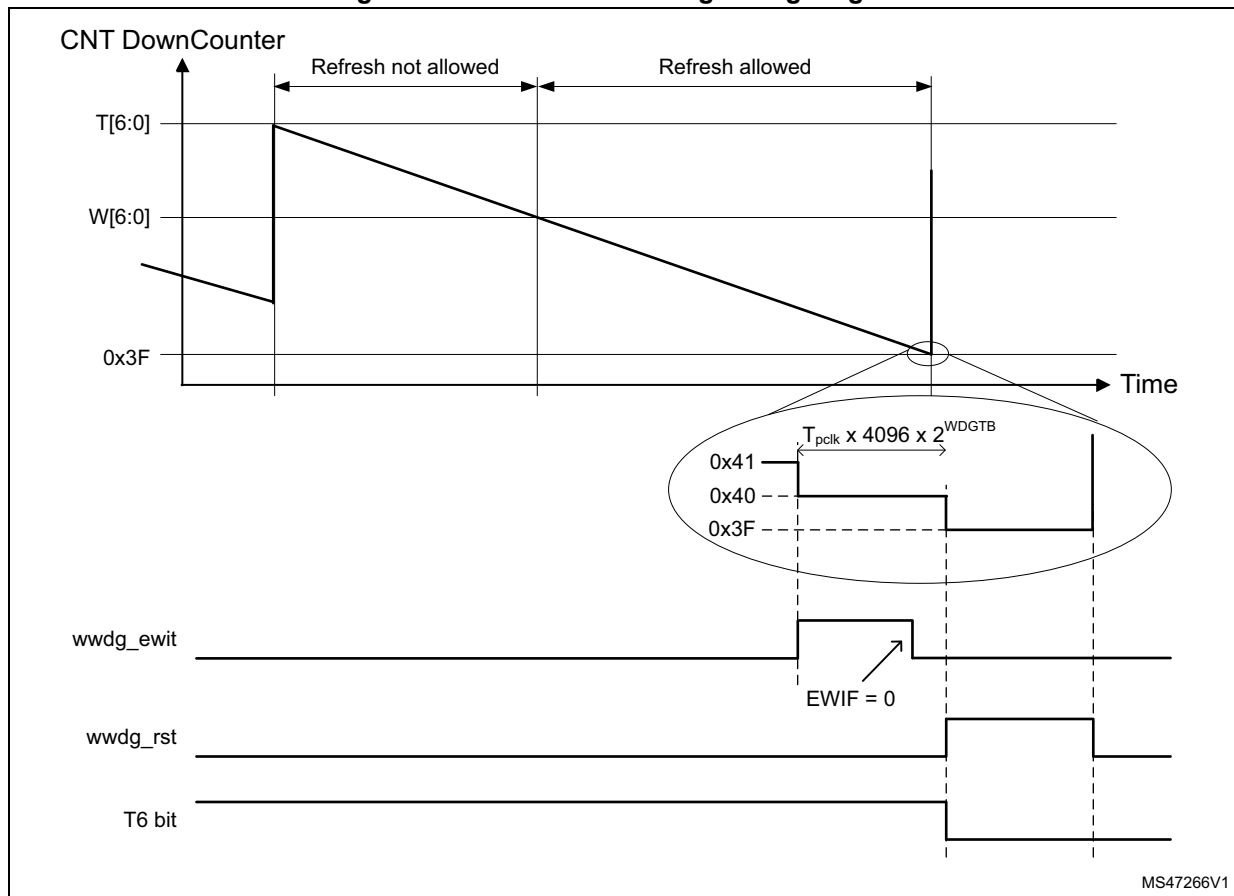 CNT DownCounter
Refresh not allowed
Refresh allowed
T[6:0]
W[6:0]
0x3F
Time
Tpclk x 4096 x 2^WDGTB
0x41
0x40
0x3F
wwdg_ewit
EWIF = 0
wwdg_rst
T6 bit
MS47266V1